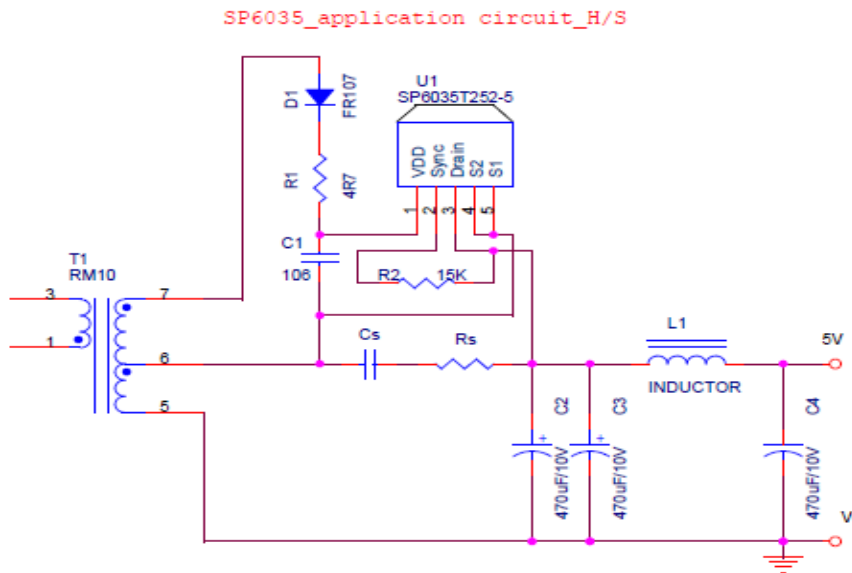 SP6035_application circuit_H/S
U1
SP6035T252-5
D1
FR107
VDD
Sync
Drain
S2
S1
R1
4R7
1
2
3
4
5
C1
106
R2
15K
T1
RM10
3
7
1
6
5
Cs
Rs
L1
INDUCTOR
5V
C2
470uF/10V
C3
470uF/10V
C4
470uF/10V
+
+
V